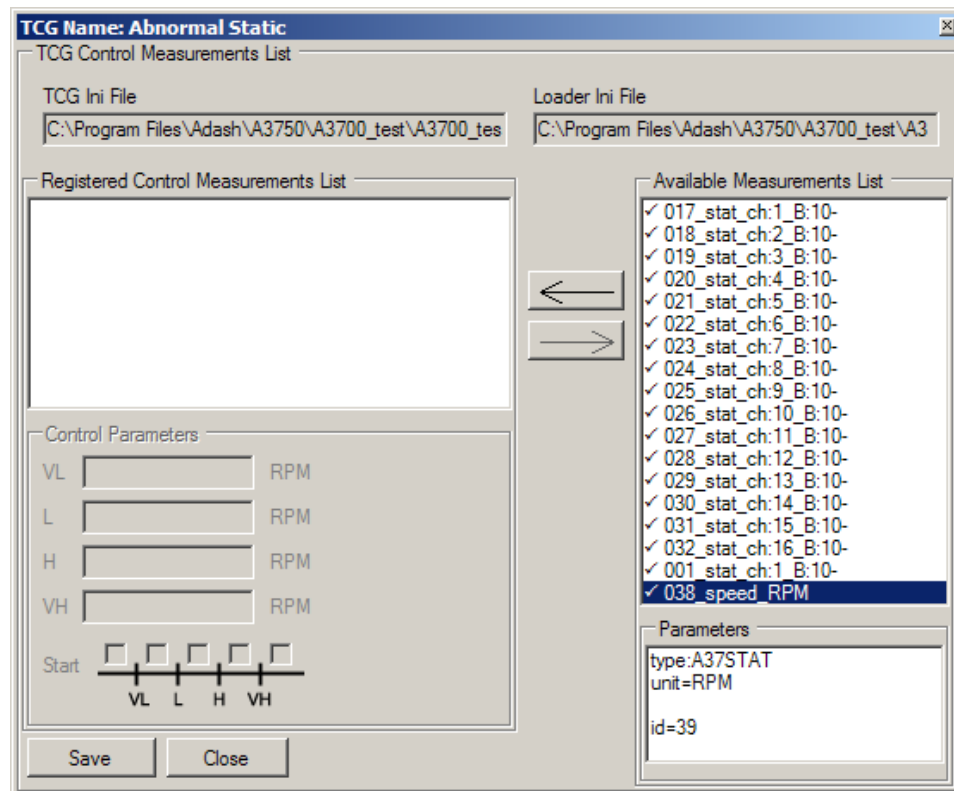 TCG Name: Abnormal Static
TCG Control Measurements List
TCG Ini File
Loader Ini File
C:\Program Files\Adash\A3750\A3700_test\A3700_tes
C:\Program Files\Adash\A3750\A3700_test\A3
Registered Control Measurements List
Available Measurements List
017_stat_ch:1_B:10-
018_stat_ch:2_B:10-
019_stat_ch:3_B:10-
020_stat_ch:4_B:10-
021_stat_ch:5_B:10-
022_stat_ch:6_B:10-
023_stat_ch:7_B:10-
024_stat_ch:8_B:10-
025_stat_ch:9_B:10-
026_stat_ch:10_B:10-
027_stat_ch:11_B:10-
028_stat_ch:12_B:10-
029_stat_ch:13_B:10-
030_stat_ch:14_B:10-
031_stat_ch:15_B:10-
032_stat_ch:16_B:10-
001_stat_ch:1_B:10-
038_speed_RPM
Control Parameters
VL RPM
L RPM
H RPM
VH RPM
Start
VL L H VH
Parameters
type:A37STAT
unit=RPM
id=39
Save
Close